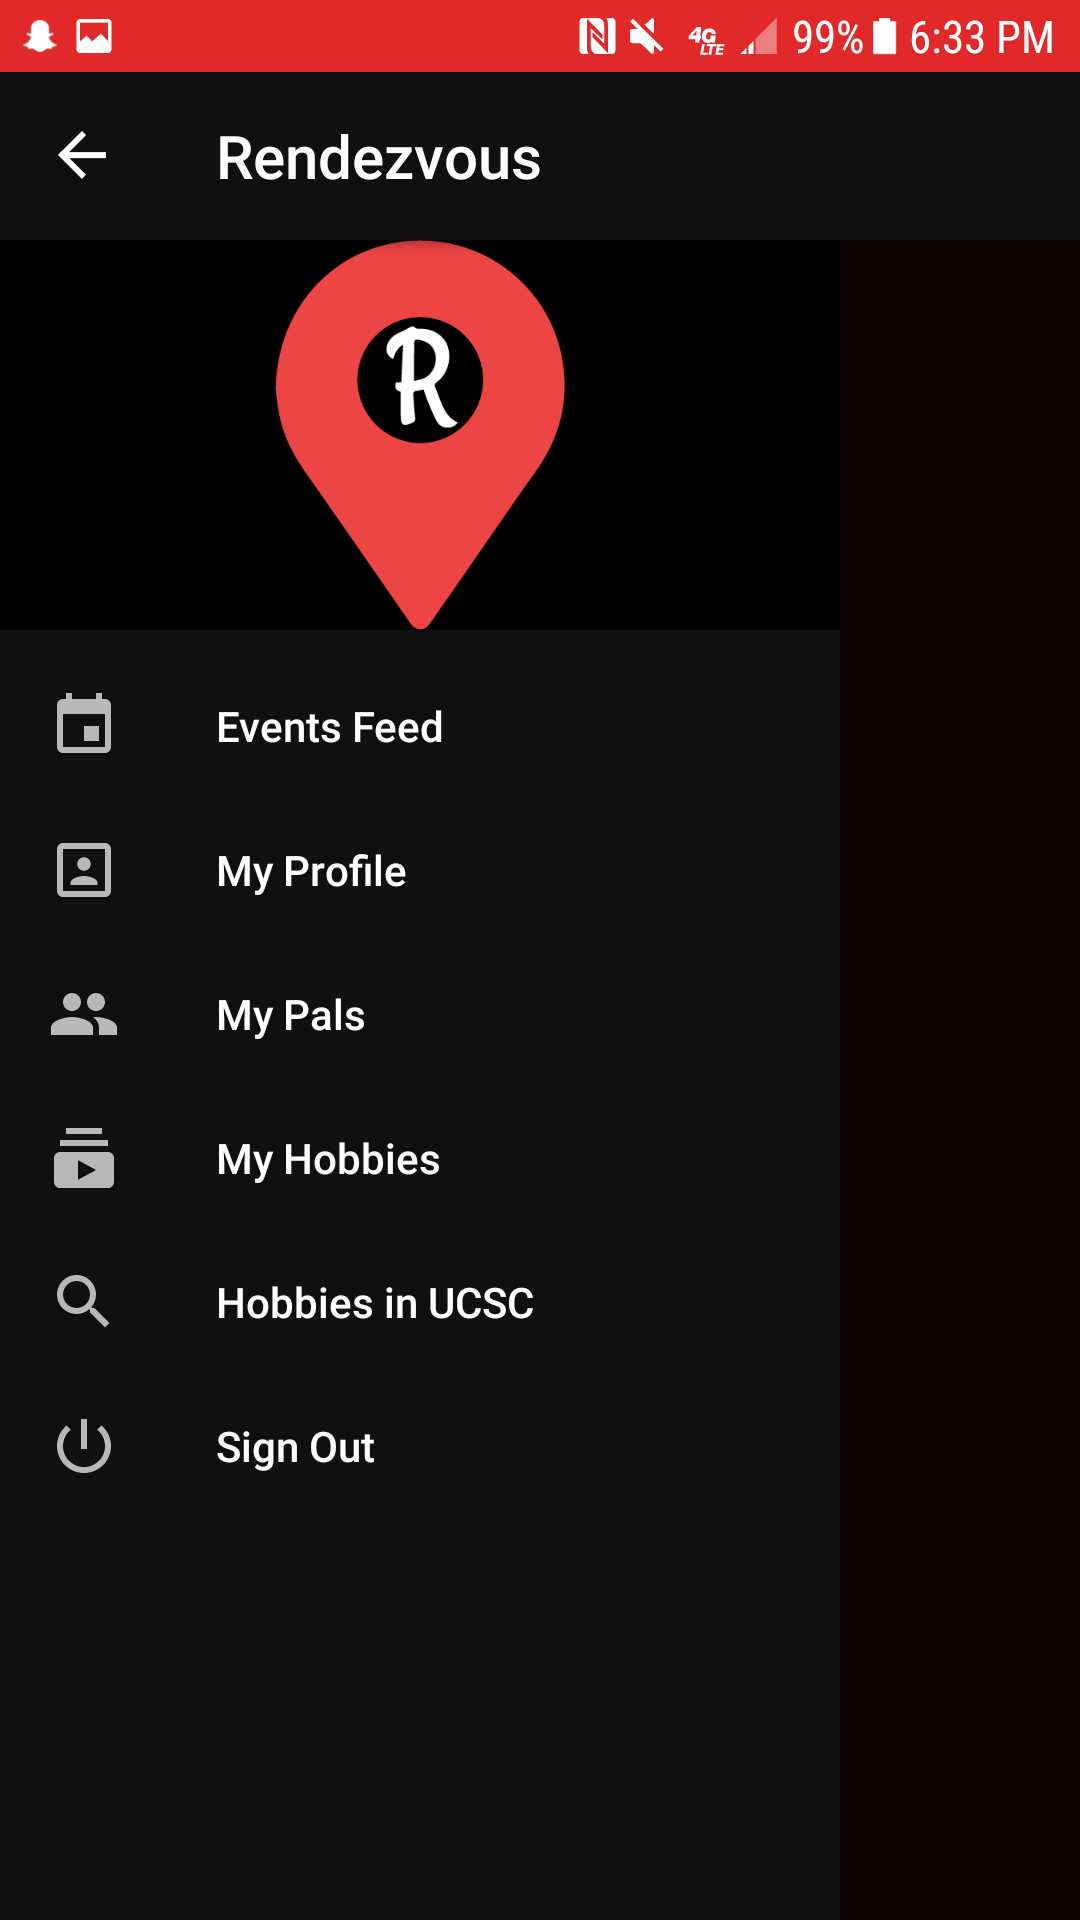 4G LTE 99% 6:33 PM
Rendezvous
R
Events Feed
My Profile
My Pals
My Hobbies
Hobbies in UCSC
Sign Out